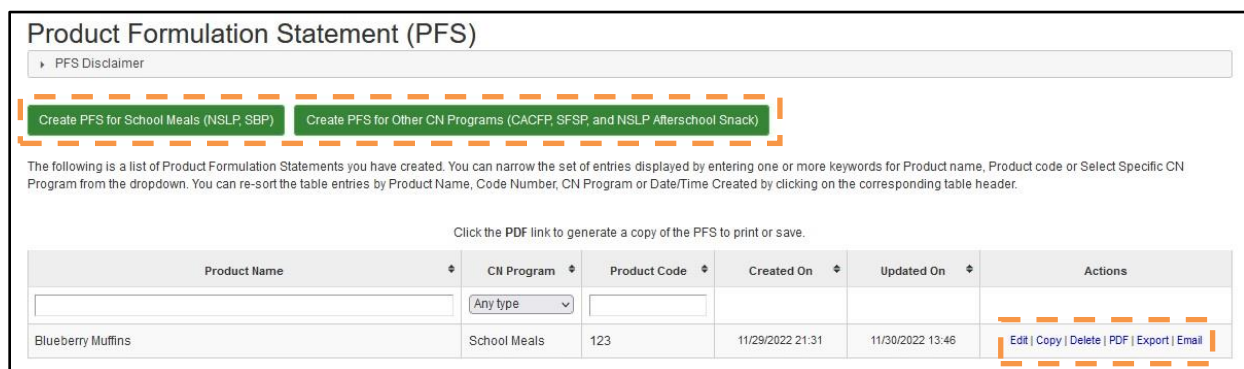 Product Formulation Statement (PFS)
PFS Disclaimer
Create PFS for School Meals (NSLP, SBP) Create PFS for Other CN Programs (CACFP, SFSP, and NSLP Afterschool Snack)
The following is a list of Product Formulation Statements you have created. You can narrow the set of entries displayed by entering one or more keywords for Product name, Product code or Select Specific CN
Program from the dropdown. You can re-sort the table entries by Product Name, Code Number, CN Program or Date/Time Created by clicking on the corresponding table header.
Click the PDF link to generate a copy of the PFS to print or save.
Product Name CN Program Product Code Created On Updated On Actions
Any type
Blueberry Muffins School Meals 123 11/29/2022 21:31 11/30/2022 13:46 Edit | Copy | Delete | PDF | Export | Email